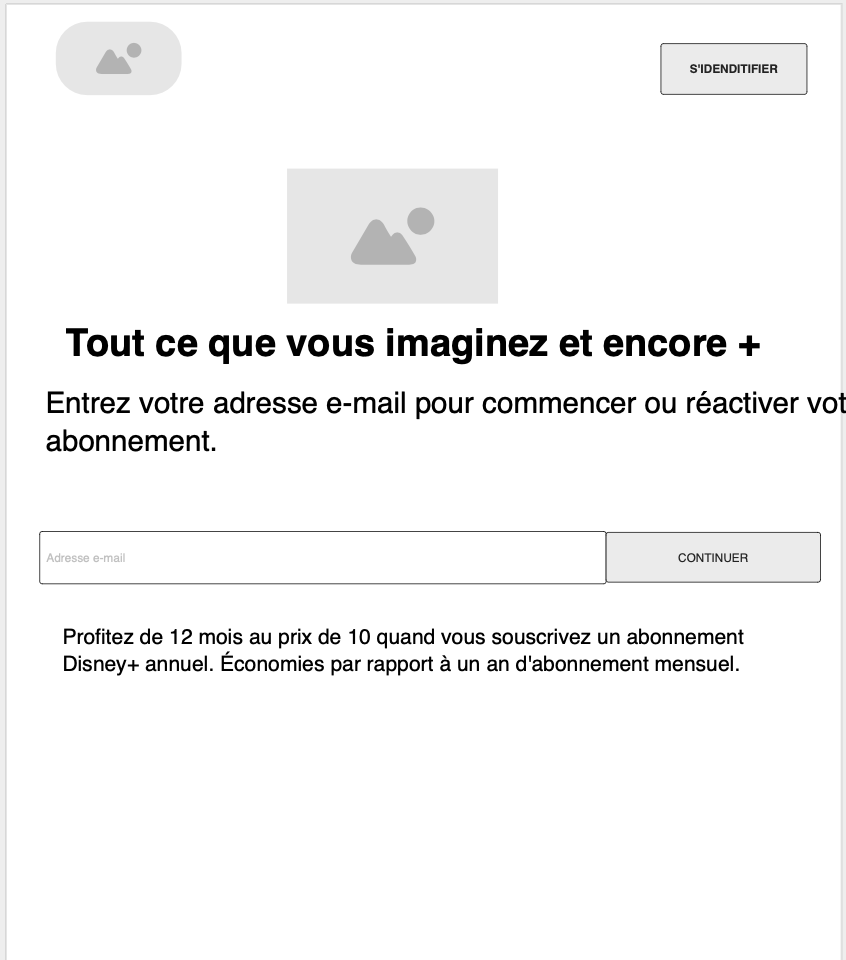 S'IDENDITIFIER
Tout ce que vous imaginez et encore +
Entrez votre adresse e-mail pour commencer ou réactiver vot
abonnement.
Adresse e-mail
CONTINUER
Profitez de 12 mois au prix de 10 quand vous souscrivez un abonnement
Disney+ annuel. Économies par rapport à un an d'abonnement mensuel.